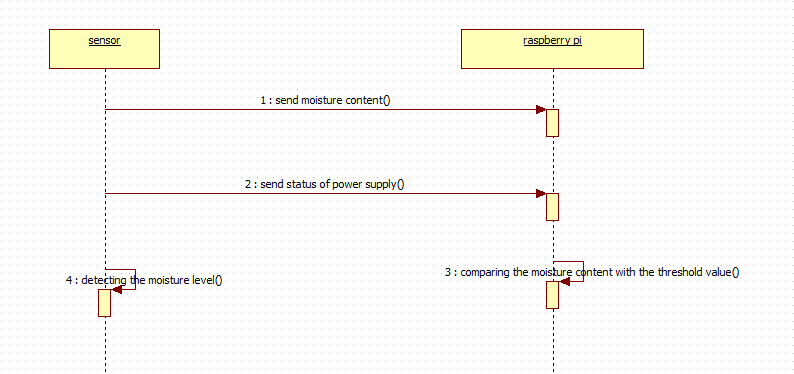 sensor
raspberry pi
1 : send moisture content()
2 : send status of power supply()
3 : comparing the moisture content with the threshold value()
4 : detecting the moisture level()